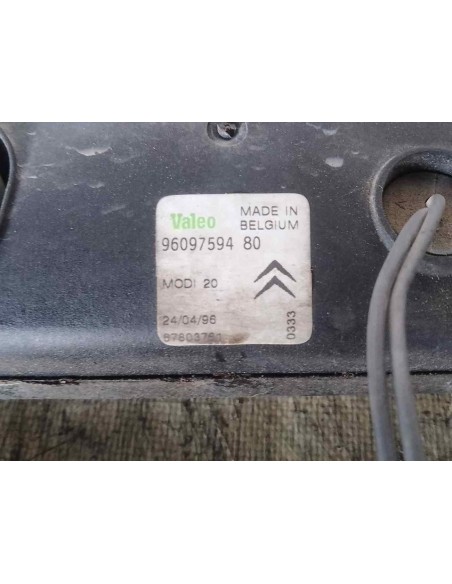 Valeo MADE IN BELGIUM
96097594 80
MODI 20
24/04/96
0333